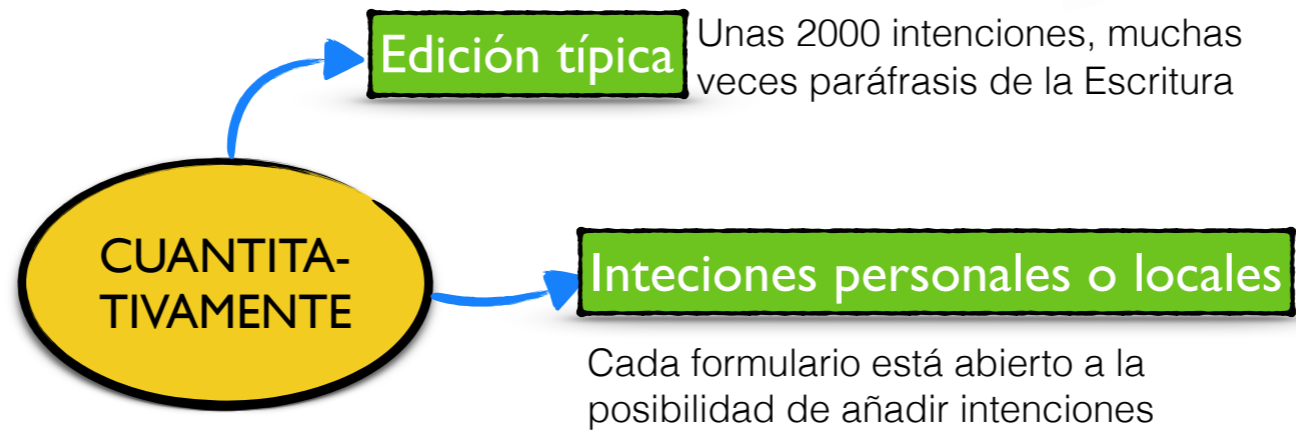 Edición típica
Unas 2000 intenciones, muchas
veces paráfrasis de la Escritura
CUANTITA-
TIVAMENTE
Inteciones personales o locales
Cada formulario está abierto a la
posibilidad de añadir intenciones